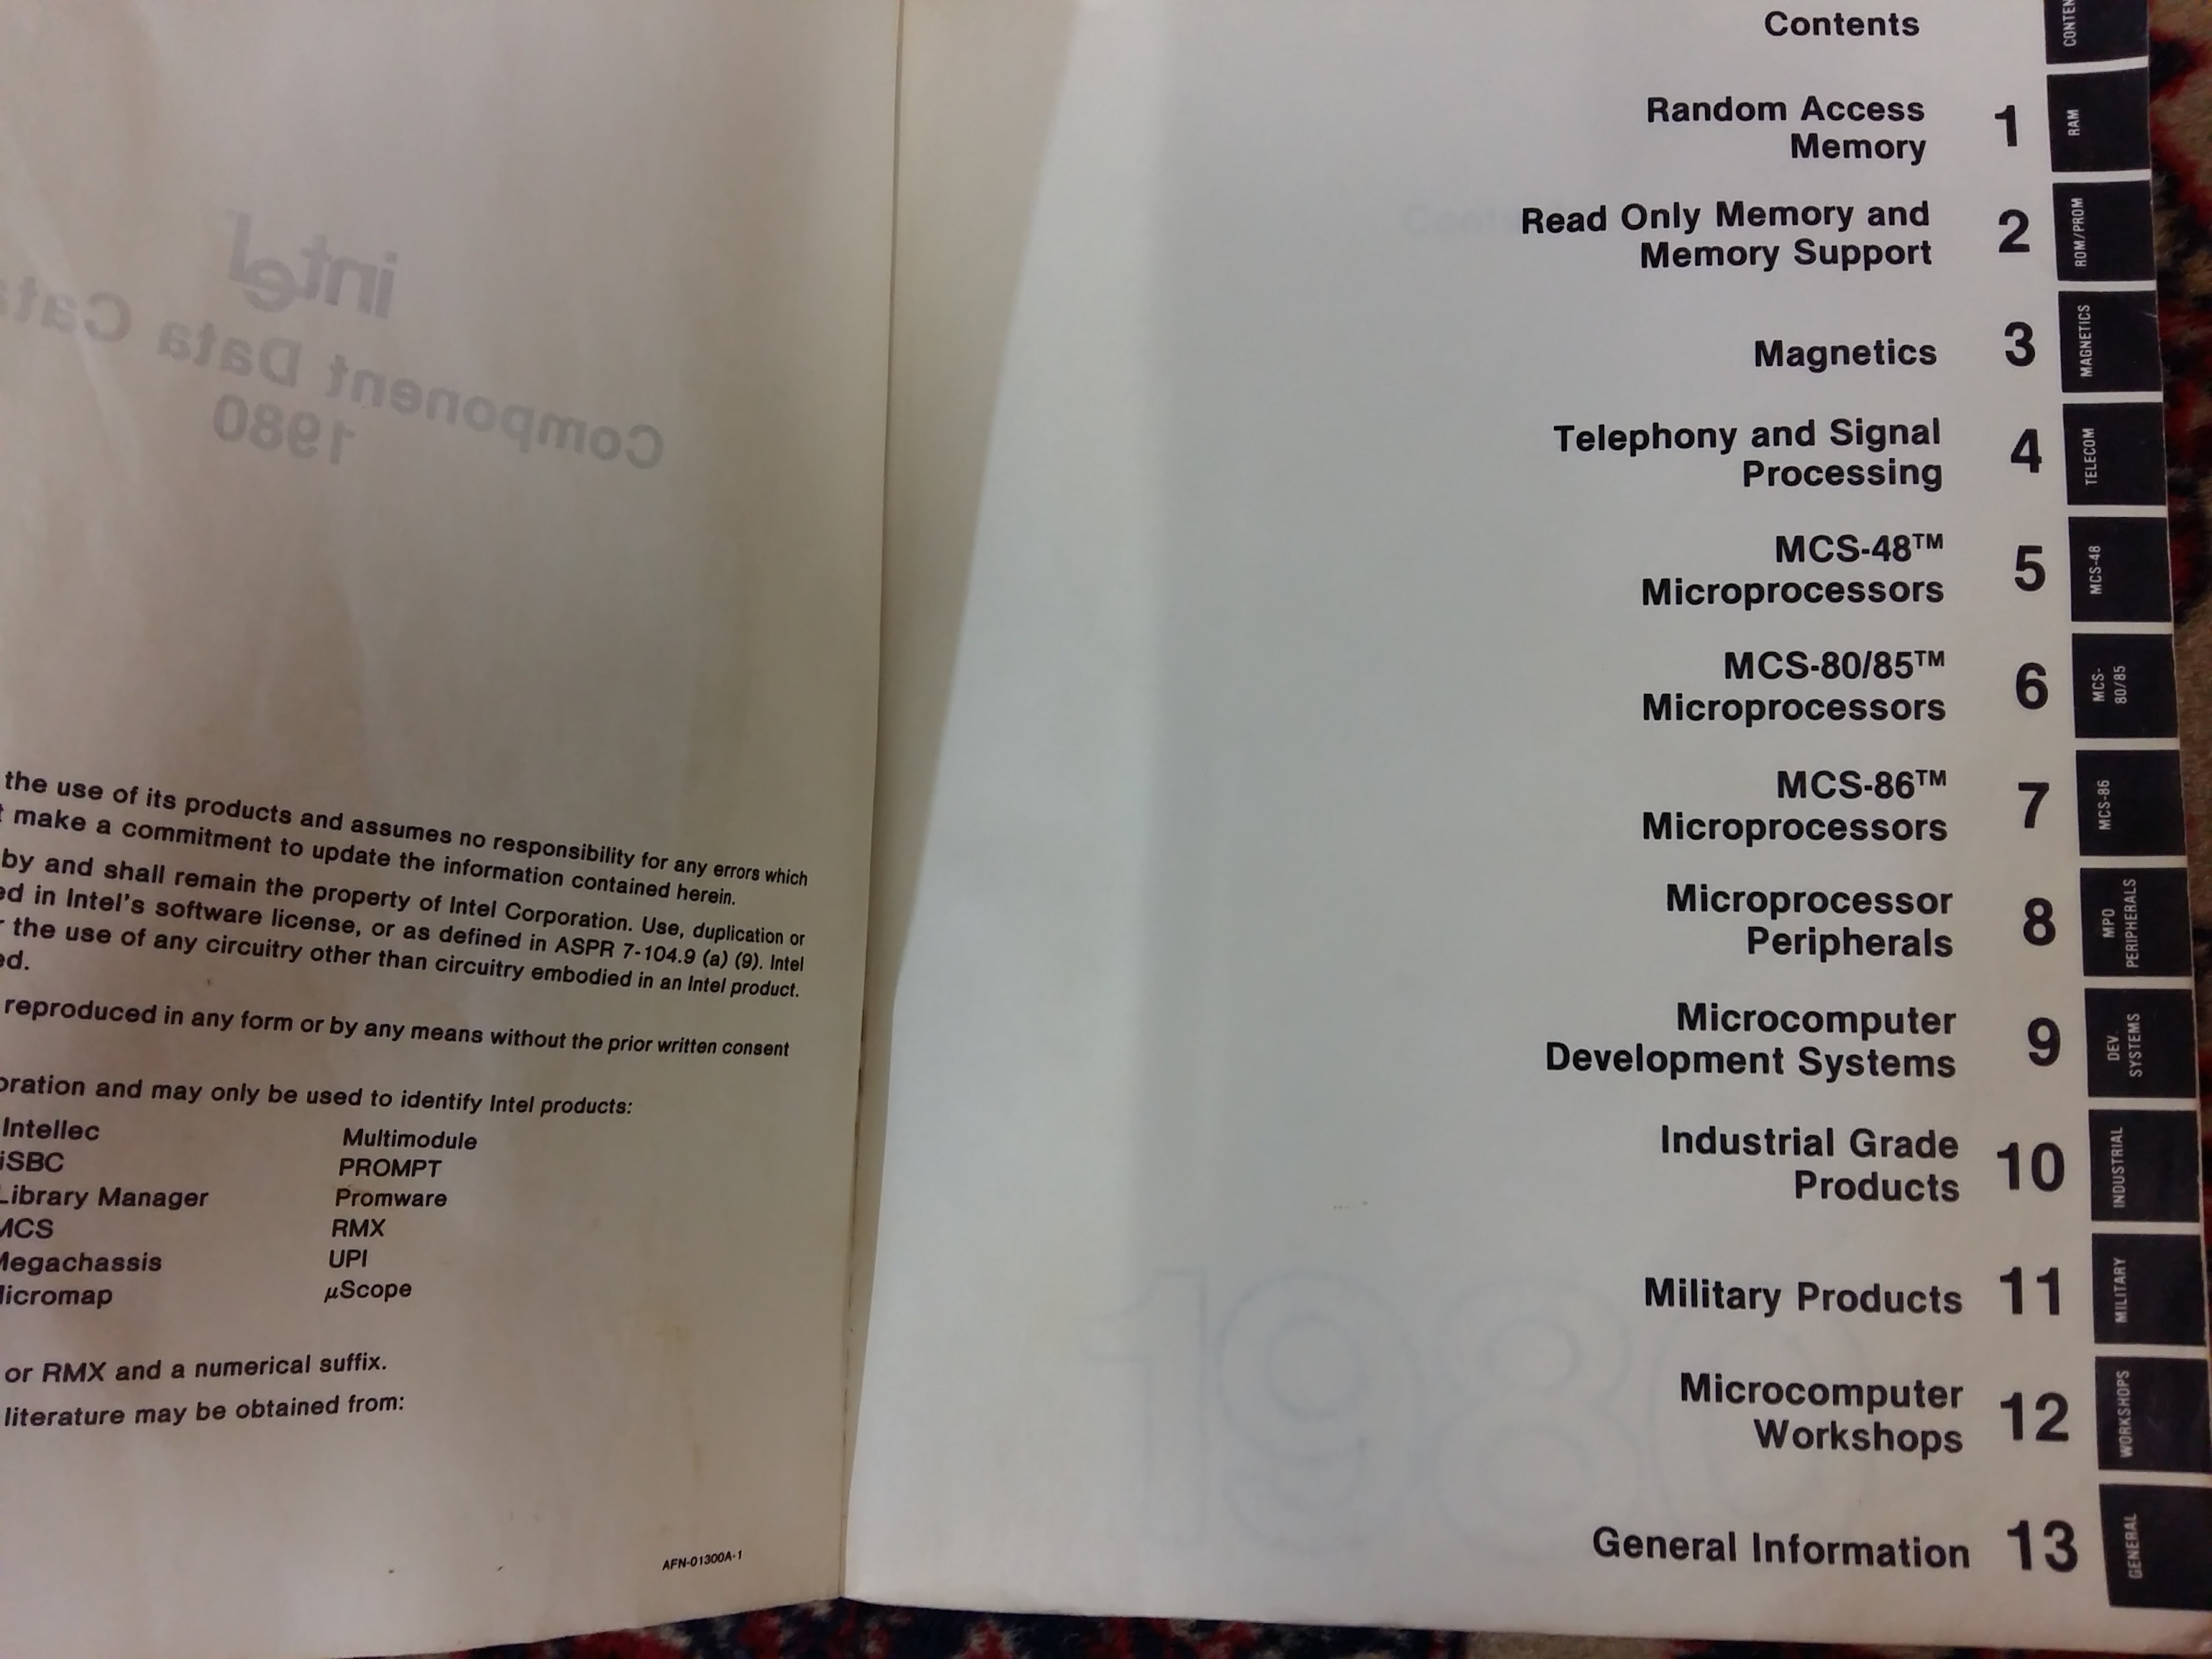 intel
Component Data
1980
the use of its products and assumes no responsibility for any errors which
make a commitment to update the information contained herein.
by and shall remain the property of Intel Corporation. Use, duplication or
in Intel's software license, or as defined in ASPR 7-104.9 (a) (9). Intel
the use of any circuitry other than circuitry embodied in an Intel product.
reproduced in any form or by any means without the prior written consent
and may only be used to identify Intel products:
Intellec
iSBC
Library Manager
MCS
Megachassis
Micromap
Multimodule
PROMPT
Promware
RMX
UPI
µScope
or RMX and a numerical suffix.
literature may be obtained from:
AFN-01300A-1
Contents
Random Access
Memory 1 RAM
Read Only Memory and
Memory Support 2 ROM/PROM
Magnetics 3 MAGNETICS
Telephony and Signal
Processing 4 TELECOM
MCS-48™
Microprocessors 5 MCS-48
MCS-80/85™
Microprocessors 6 MCS-
80/85
MCS-86™
Microprocessors 7 MCS-86
Microprocessor
Peripherals 8 MPD
PERIPHERALS
Microcomputer
Development Systems 9 DEV.
SYSTEMS
Industrial Grade
Products 10 INDUSTRIAL
Military Products 11 MILITARY
Microcomputer
Workshops 12 WORKSHOPS
General Information 13 GENERAL
1980